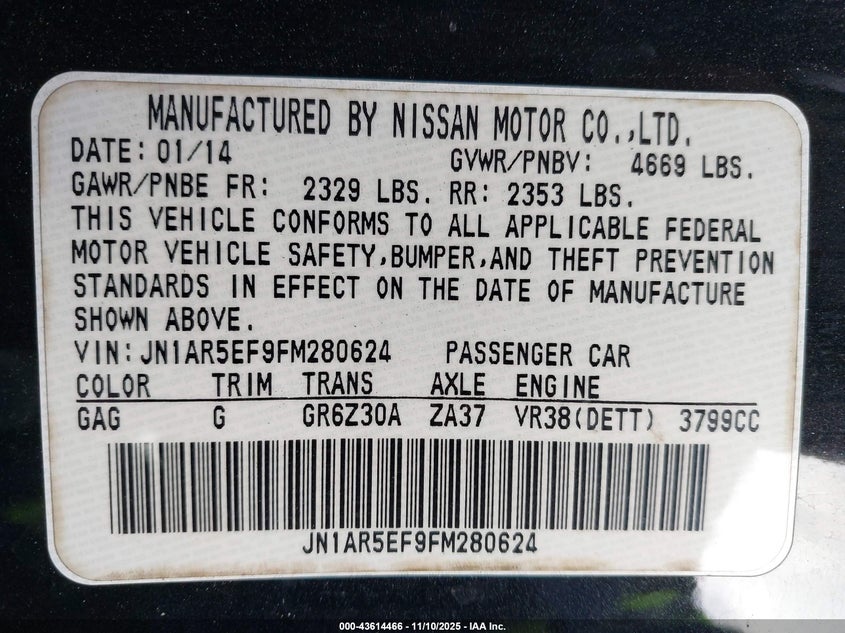 MANUFACTURED BY NISSAN MOTOR CO.,LTD.
DATE: 01/14 GVWR/PNBV: 4669 LBS.
GAWR/PNBE FR: 2329 LBS. RR: 2353 LBS.
THIS VEHICLE CONFORMS TO ALL APPLICABLE FEDERAL
MOTOR VEHICLE SAFETY,BUMPER,AND THEFT PREVENTION
STANDARDS IN EFFECT ON THE DATE OF MANUFACTURE
SHOWN ABOVE.
VIN: JN1AR5EF9FM280624 PASSENGER CAR
COLOR TRIM TRANS AXLE ENGINE
GAG G GR6Z30A ZA37 VR38(DETT) 3799CC
JN1AR5EF9FM280624
000-43614466 - 11/10/2025 - IAA Inc.